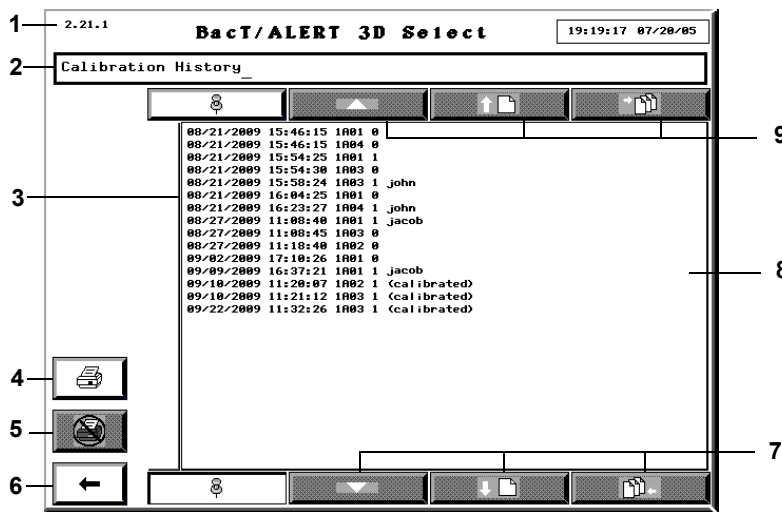 1 2.21.1 BacT/ALERT 3D Select 19:19:17 07/20/05
2 Calibration History_
9
08/21/2009 15:46:15 1A01 0
08/21/2009 15:46:15 1A04 0
08/21/2009 15:54:25 1A01 1
08/21/2009 15:54:30 1A03 0
08/21/2009 15:58:24 1A03 1 john
08/21/2009 16:04:25 1A01 0
08/21/2009 16:23:27 1A04 1 john
08/27/2009 11:08:40 1A01 1 jacob
08/27/2009 11:08:45 1A03 0
08/27/2009 11:18:40 1A02 0
09/02/2009 17:10:26 1A01 0
09/09/2009 16:37:21 1A01 1 jacob
09/10/2009 11:20:07 1A02 1 (calibrated)
09/10/2009 11:21:12 1A03 1 (calibrated)
09/22/2009 11:32:26 1A03 1 (calibrated)
3
8
4
5
7
6